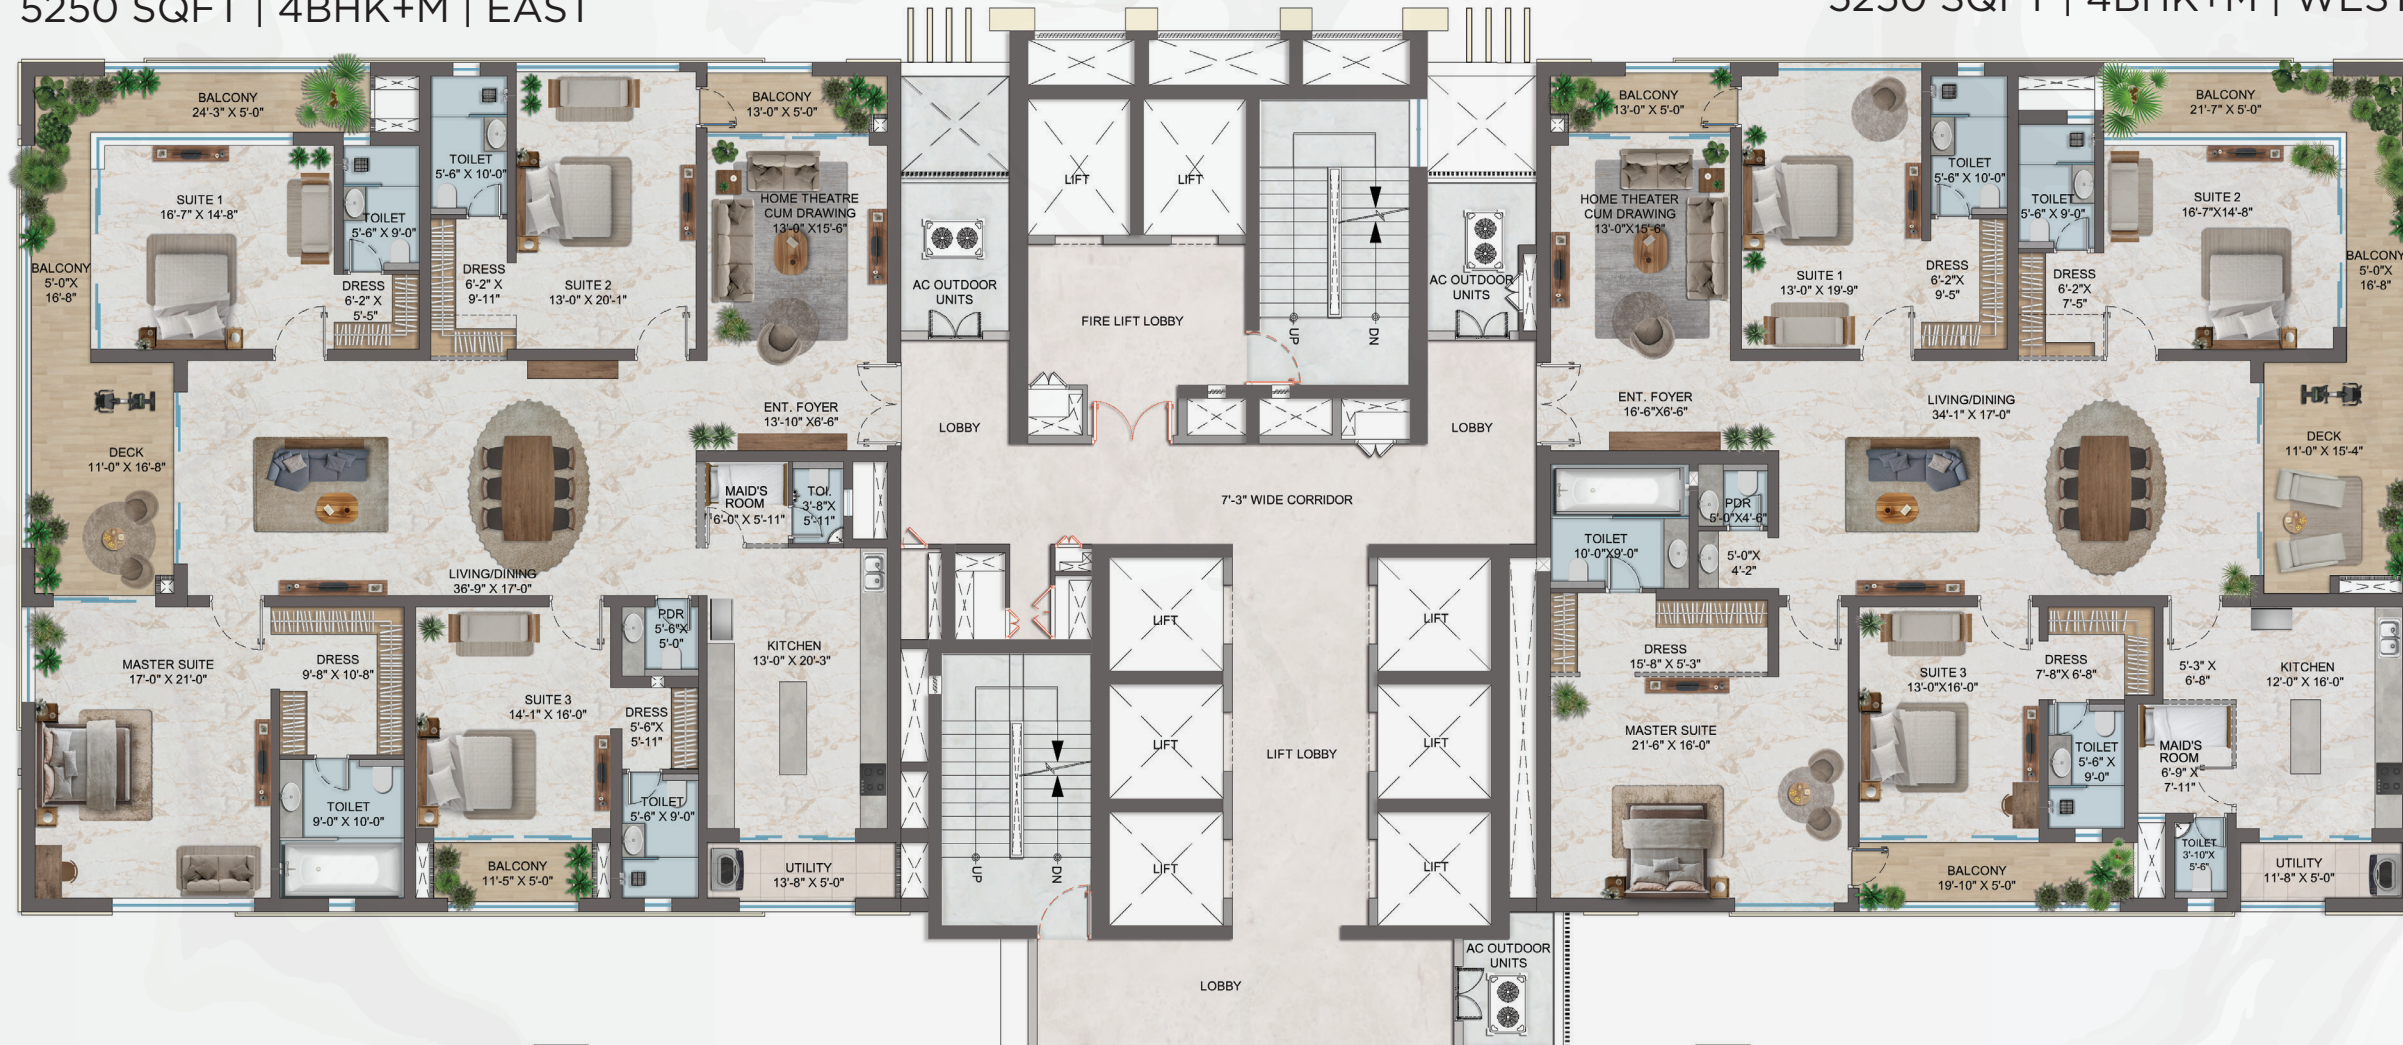 5250 SQFT | 4BHK+M | EAST
5250 SQFT | 4BHK+M | WEST
BALCONY
24'-3" X 5'-0"
TOILET
5'-6" X 10'-0"
BALCONY
13'-0" X 5'-0"
SUITE 1
16'-7" X 14'-8"
TOILET
5'-6" X 9'-0"
HOME THEATRE
CUM DRAWING
13'-0" X15'-6"
BALCONY
5'-0"X
16'-8"
DRESS
6'-2" X
5'-5"
DRESS
6'-2" X
9'-11"
SUITE 2
13'-0" X 20'-1"
ENT. FOYER
13'-10" X6'-6"
DECK
11'-0" X 16'-8"
MAID'S
ROOM
6'-0" X 5'-11"
TOI.
3'-8"X
5'-11"
LIVING/DINING
36'-9" X 17'-0"
PDR
5'-6"X
5'-0"
MASTER SUITE
17'-0" X 21'-0"
DRESS
9'-8" X 10'-8"
KITCHEN
13'-0" X 20'-3"
SUITE 3
14'-1" X 16'-0"
DRESS
5'-6"X
5'-11"
TOILET
9'-0" X 10'-0"
TOILET
5'-6" X 9'-0"
BALCONY
11'-5" X 5'-0"
UTILITY
13'-8" X 5'-0"
LIFT
LIFT
AC OUTDOOR
UNITS
AC OUTDOOR
UNITS
FIRE LIFT LOBBY
UP
DN
LOBBY
LOBBY
7'-3" WIDE CORRIDOR
LIFT
LIFT
LIFT
LIFT
LIFT LOBBY
LIFT
LIFT
UP
DN
AC OUTDOOR
UNITS
LOBBY
BALCONY
13'-0" X 5'-0"
TOILET
5'-6" X 10'-0"
BALCONY
21'-7" X 5'-0"
HOME THEATER
CUM DRAWING
13'-0"X15'-6"
TOILET
5'-6" X 9'-0"
SUITE 2
16'-7"X14'-8"
SUITE 1
13'-0" X 19'-9"
DRESS
6'-2"X
9'-5"
DRESS
6'-2"X
7'-5"
BALCONY
5'-0"X
16'-8"
ENT. FOYER
16'-6"X6'-6"
LIVING/DINING
34'-1" X 17'-0"
DECK
11'-0" X 15'-4"
PDR
5'-0"X4'-6"
TOILET
10'-0"X9'-0"
5'-0"X
4'-2"
DRESS
15'-8" X 5'-3"
SUITE 3
13'-0"X16'-0"
DRESS
7'-8"X 6'-8"
5'-3" X
6'-8"
KITCHEN
12'-0" X 16'-0"
MASTER SUITE
21'-6" X 16'-0"
TOILET
5'-6" X
9'-0"
MAID'S
ROOM
6'-9" X
7'-11"
TOILET
3'-10"X
5'-6"
BALCONY
19'-10" X 5'-0"
UTILITY
11'-8" X 5'-0"